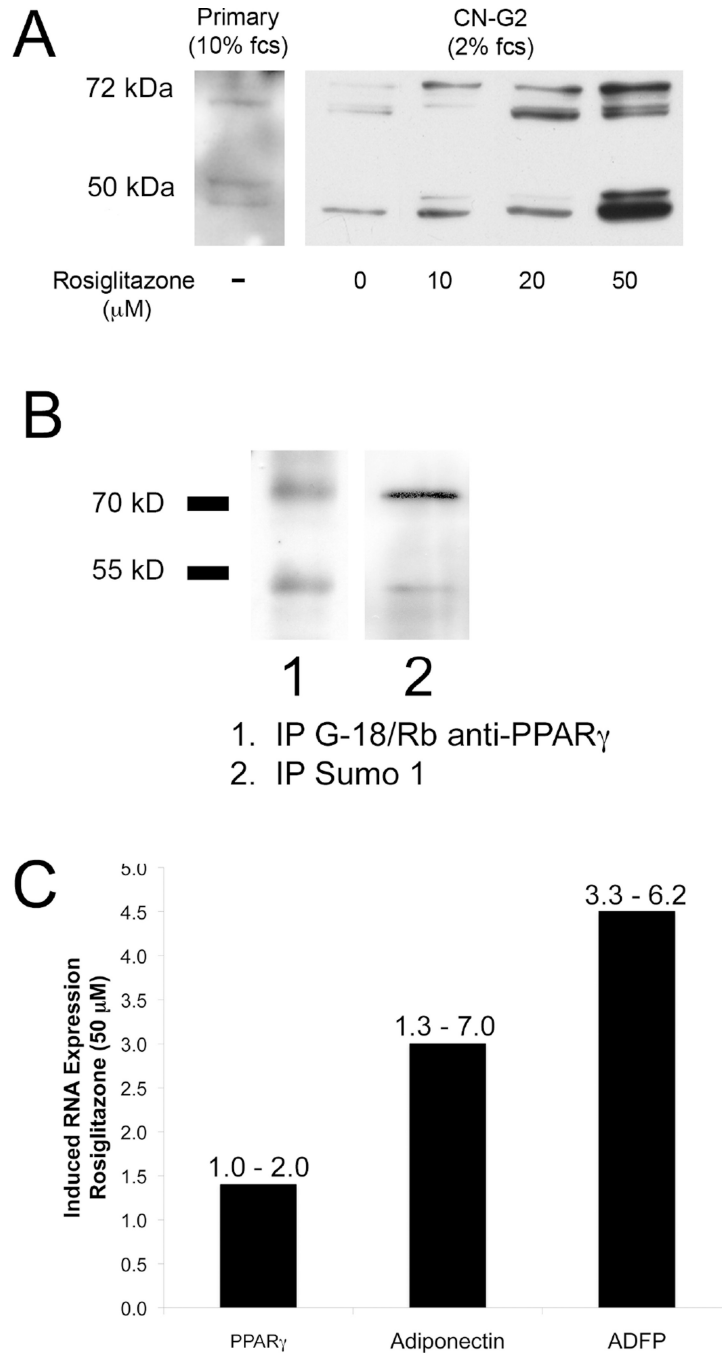 A
Primary
(10% fcs)
CN-G2
(2% fcs)
72 kDa
50 kDa
Rosiglitazone
(μM)
– 0 10 20 50
B
70 kD
55 kD
1 2
1. IP G-18/Rb anti-PPARγ
2. IP Sumo 1
C
Induced RNA Expression
Rosiglitazone (50 μM)
5.0
4.5
4.0
3.5
3.0
2.5
2.0
1.5
1.0
0.5
0.0
1.0 - 2.0
1.3 - 7.0
3.3 - 6.2
PPARγ
Adiponectin
ADFP